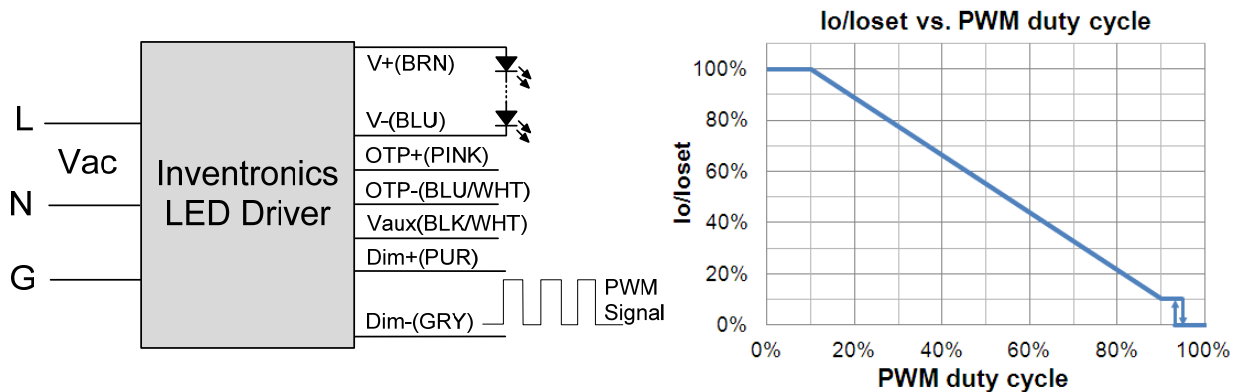 L
Vac
N
G
Inventronics
LED Driver
V+(BRN)
V-(BLU)
OTP+(PINK)
OTP-(BLU/WHT)
Vaux(BLK/WHT)
Dim+(PUR)
Dim-(GRY)
PWM
Signal
Io/Ioset vs. PWM duty cycle
Io/Ioset
100%
80%
60%
40%
20%
0%
0%
20%
40%
60%
80%
100%
PWM duty cycle